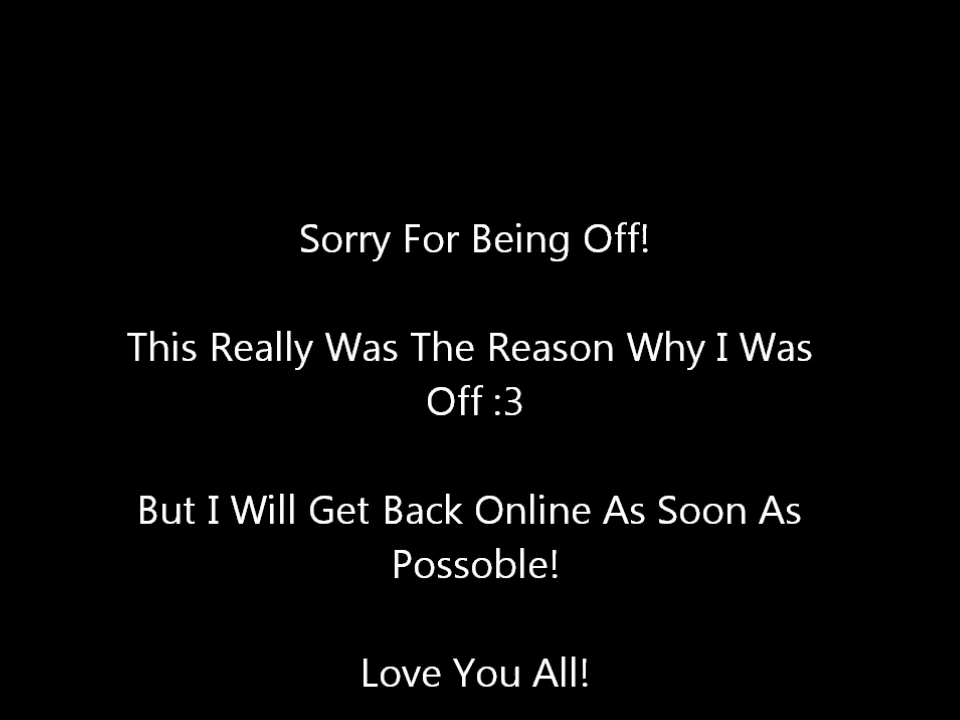 Sorry For Being Off!
This Really Was The Reason Why I Was
Off :3
But I Will Get Back Online As Soon As
Possoble!
Love You All!